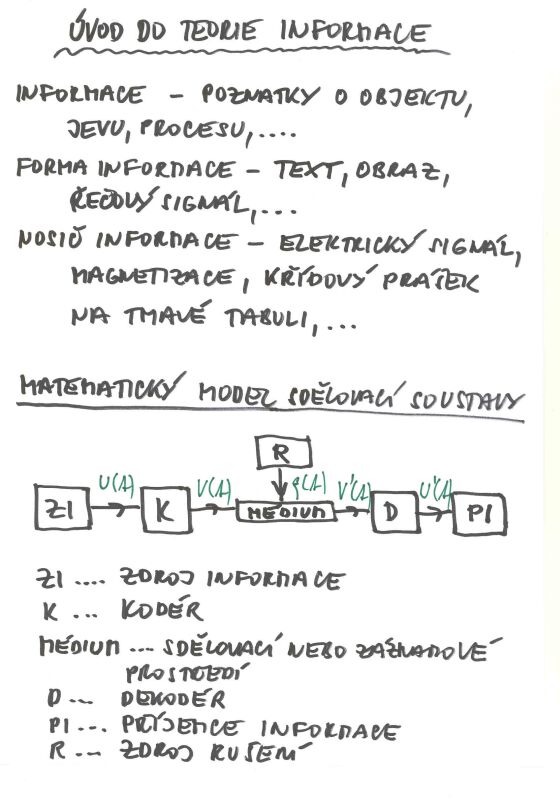 ÚVOD DO TEORIE INFORMACE
INFORMACE – POZNATKY O OBJEKTU,
JEVU, PROCESU,....
FORMA INFORMACE – TEXT, OBRAZ,
ŘEČOVÝ SIGNÁL,...
NOSIČ INFORMACE – ELEKTRICKÝ SIGNÁL,
MAGNETIZACE, KŘÍDOVÝ PRÁŠEK
NA TMAVÉ TABULI,...
MATEMATICKÝ MODEL SDĚLOVACÍ SOUSTAVY
R
U(t) V(t) ρ(t) V'(t) U'(t)
ZI K MÉDIUM D PI
ZI .... ZDROJ INFORMACE
K ... KODÉR
MÉDIUM ... SDĚLOVACÍ NEBO ZÁZNAMOVÉ
PROSTŘEDÍ
D ... DEKODÉR
PI ... PŘÍJEMCE INFORMACE
R ... ZDROJ RUŠENÍ